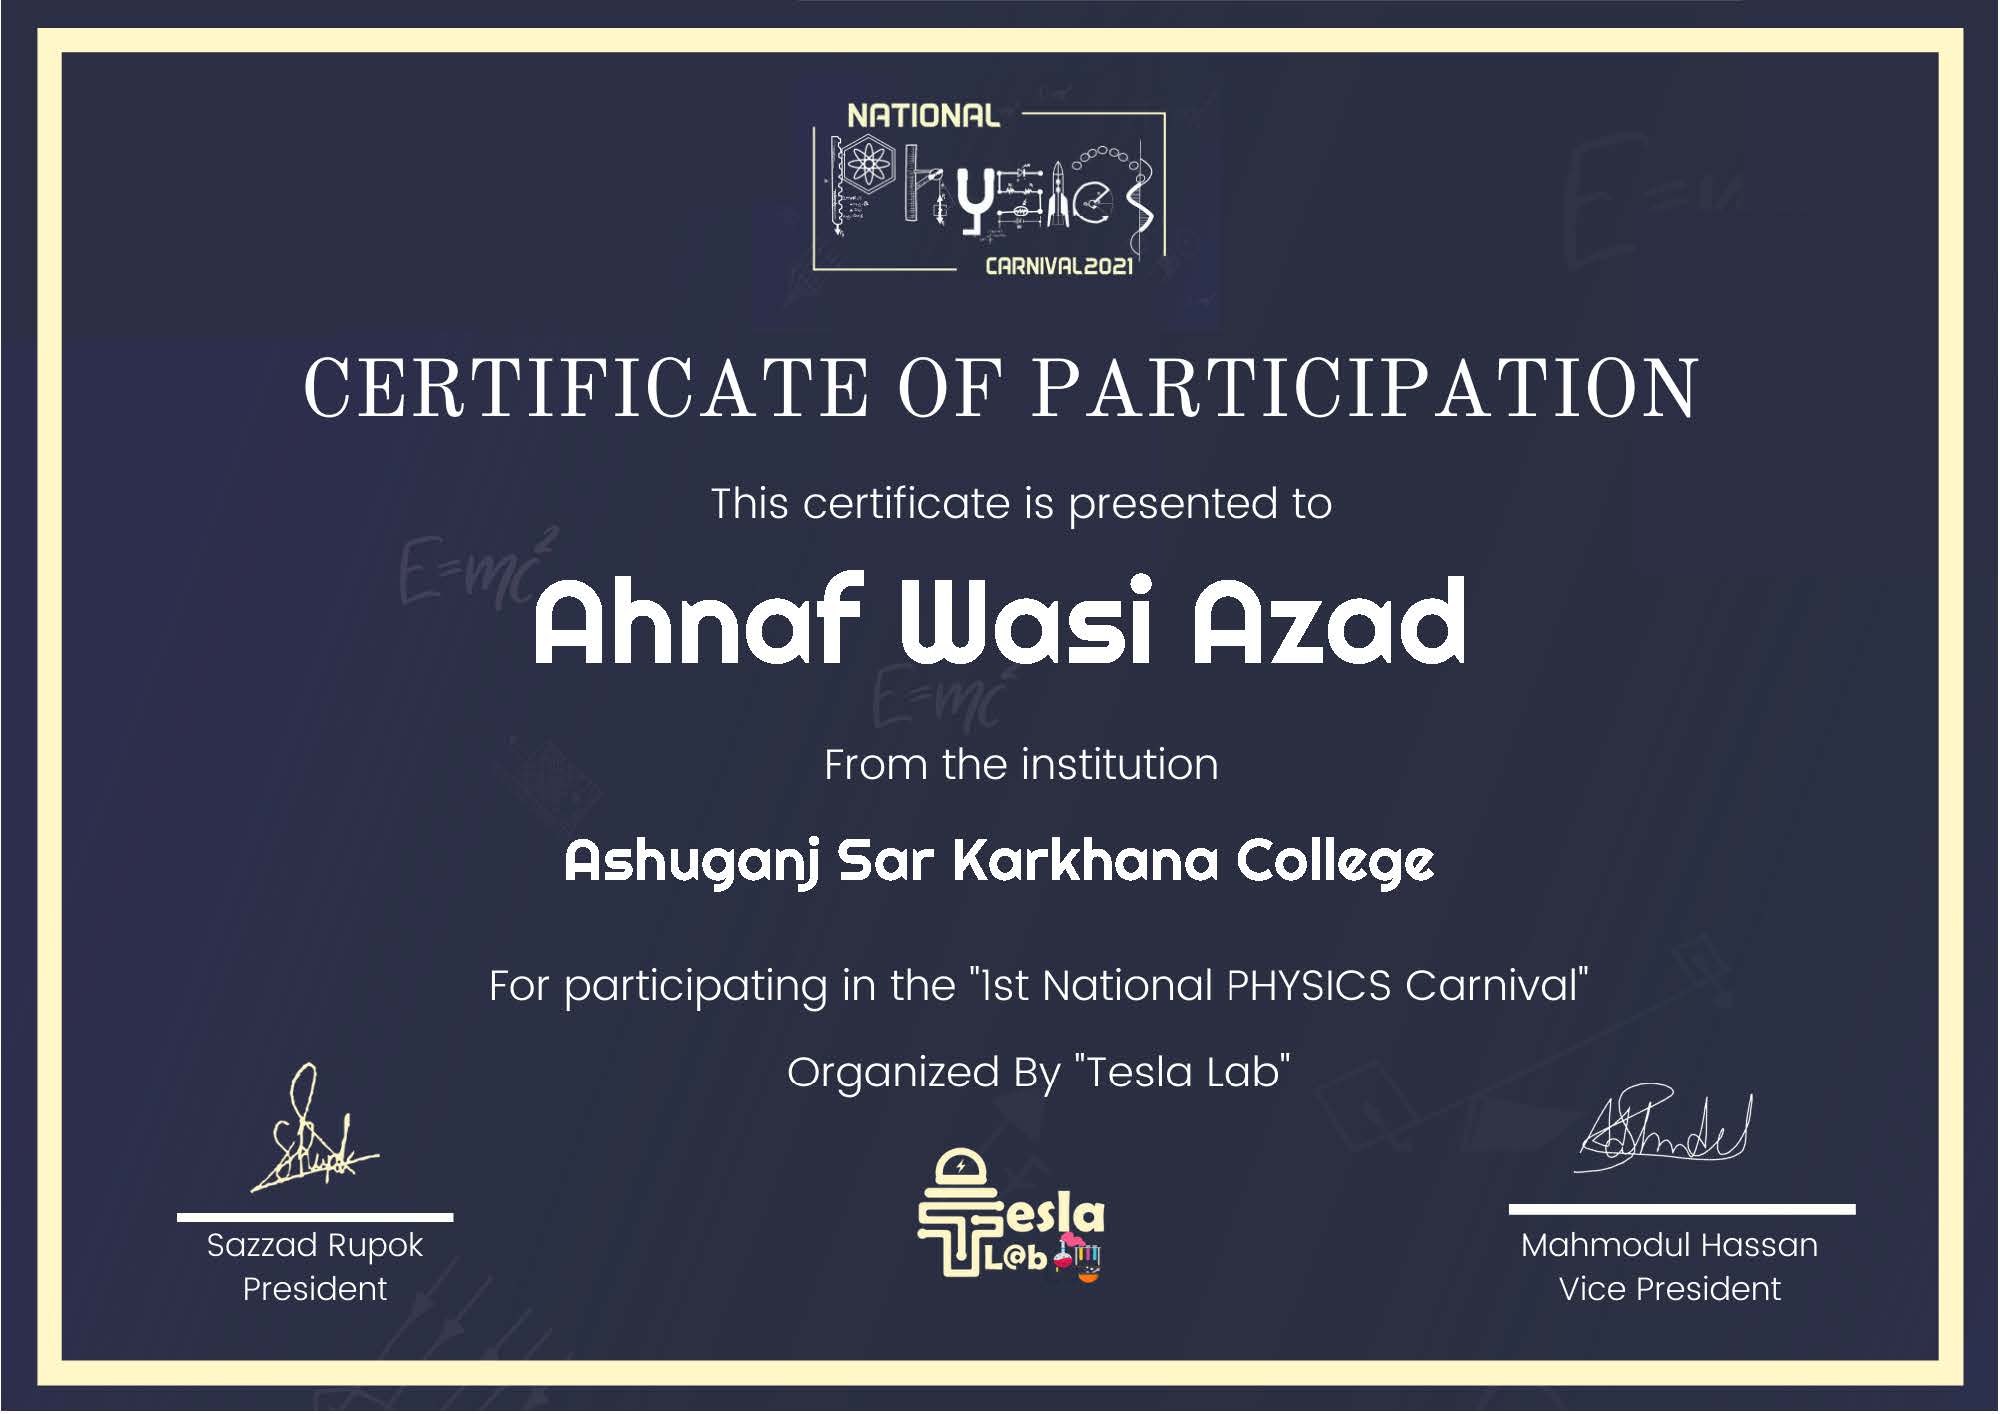 NATIONAL
Physics
CARNIVAL2021
CERTIFICATE OF PARTICIPATION
This certificate is presented to
E=mc²
Ahnaf Wasi Azad
E=mc²
From the institution
Ashuganj Sar Karkhana College
For participating in the "1st National PHYSICS Carnival"
Organized By "Tesla Lab"
Tesla
L@b
Sazzad Rupok
President
Mahmodul Hassan
Vice President